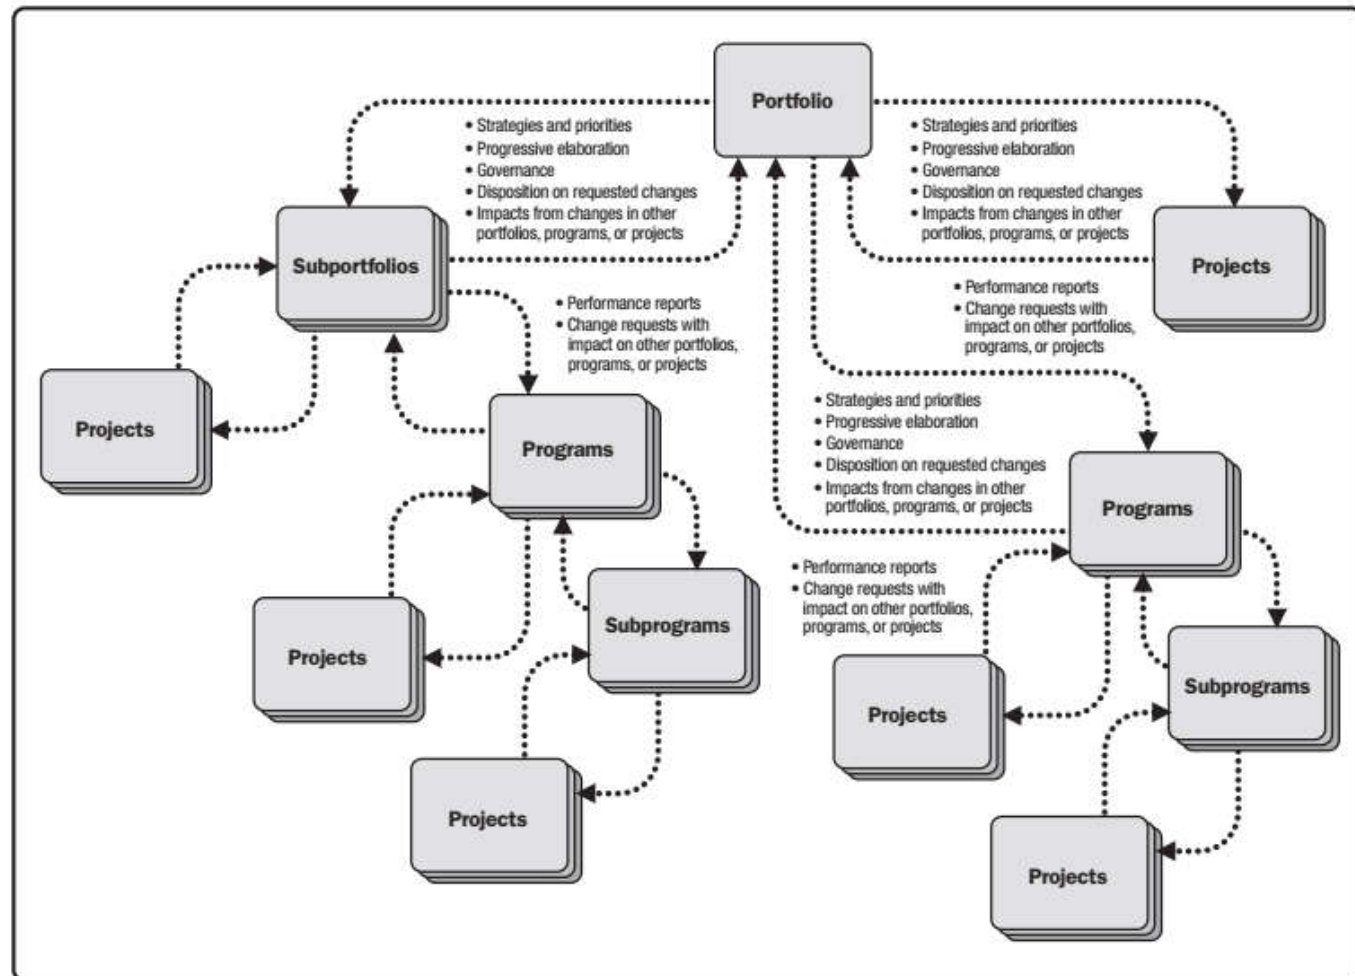 Portfolio
• Strategies and priorities
• Progressive elaboration
• Governance
• Disposition on requested changes
• Impacts from changes in other
portfolios, programs, or projects
• Strategies and priorities
• Progressive elaboration
• Governance
• Disposition on requested changes
• Impacts from changes in other
portfolios, programs, or projects
Subportfolios
Projects
• Performance reports
• Change requests with
impact on other portfolios,
programs, or projects
• Performance reports
• Change requests with
impact on other portfolios,
programs, or projects
Projects
Programs
• Strategies and priorities
• Progressive elaboration
• Governance
• Disposition on requested changes
• Impacts from changes in other
portfolios, programs, or projects
Programs
• Performance reports
• Change requests with
impact on other portfolios,
programs, or projects
Subprograms
Projects
Subprograms
Projects
Projects
Projects